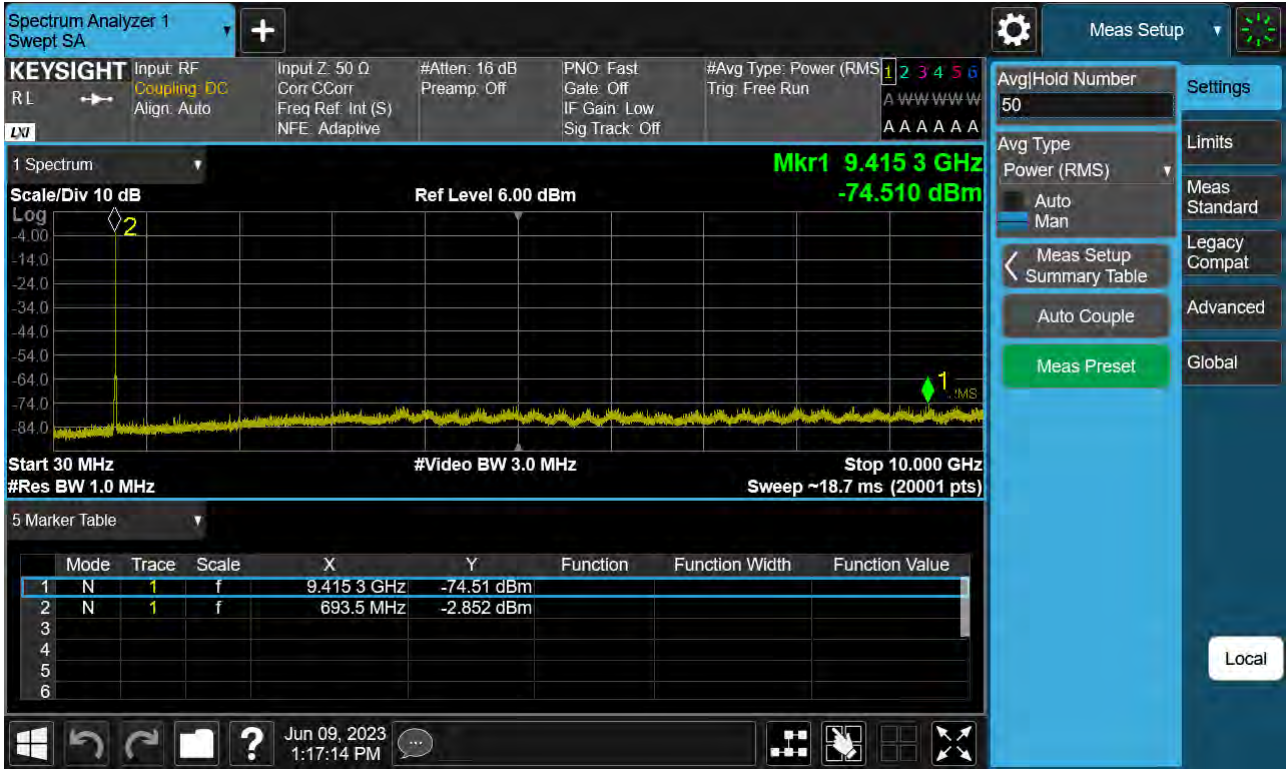 Spectrum Analyzer 1
Swept SA
Meas Setup
KEYSIGHT
R L
LXI
Input: RF
Coupling: DC
Align: Auto
Input Z: 50 Ω
Corr CCorr
Freq Ref: Int (S)
NFE: Adaptive
#Atten: 16 dB
Preamp: Off
PNO: Fast
Gate: Off
IF Gain: Low
Sig Track: Off
#Avg Type: Power (RMS
Trig: Free Run
1 2 3 4 5 6
A W W W W W
A A A A A A
1 Spectrum
Scale/Div 10 dB
Ref Level 6.00 dBm
Mkr1 9.415 3 GHz
-74.510 dBm
Log
-4.00
-14.0
-24.0
-34.0
-44.0
-54.0
-64.0
-74.0
-84.0
2
1
RMS
Start 30 MHz
#Video BW 3.0 MHz
Stop 10.000 GHz
#Res BW 1.0 MHz
Sweep ~18.7 ms (20001 pts)
5 Marker Table
Mode Trace Scale X Y Function Function Width Function Value
1 N 1 f 9.415 3 GHz -74.51 dBm
2 N 1 f 693.5 MHz -2.852 dBm
3
4
5
6
Avg|Hold Number
50
Avg Type
Power (RMS)
Auto
Man
Meas Setup
Summary Table
Auto Couple
Meas Preset
Settings
Limits
Meas
Standard
Legacy
Compat
Advanced
Global
Local
?
Jun 09, 2023
1:17:14 PM